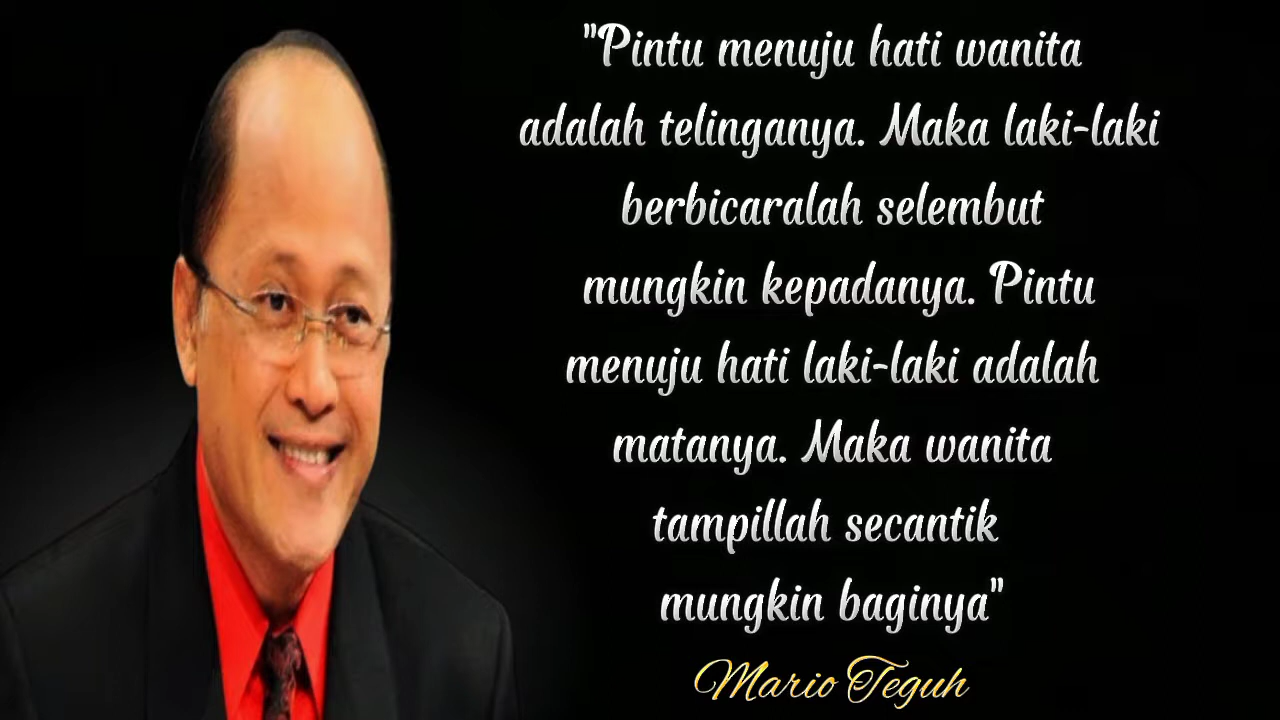 "Pintu menuju hati wanita
adalah telinganya. Maka laki-laki
berbicaralah selembut
mungkin kepadanya. Pintu
menuju hati laki-laki adalah
matanya. Maka wanita
tampillah secantik
mungkin baginya"
Mario Teguh